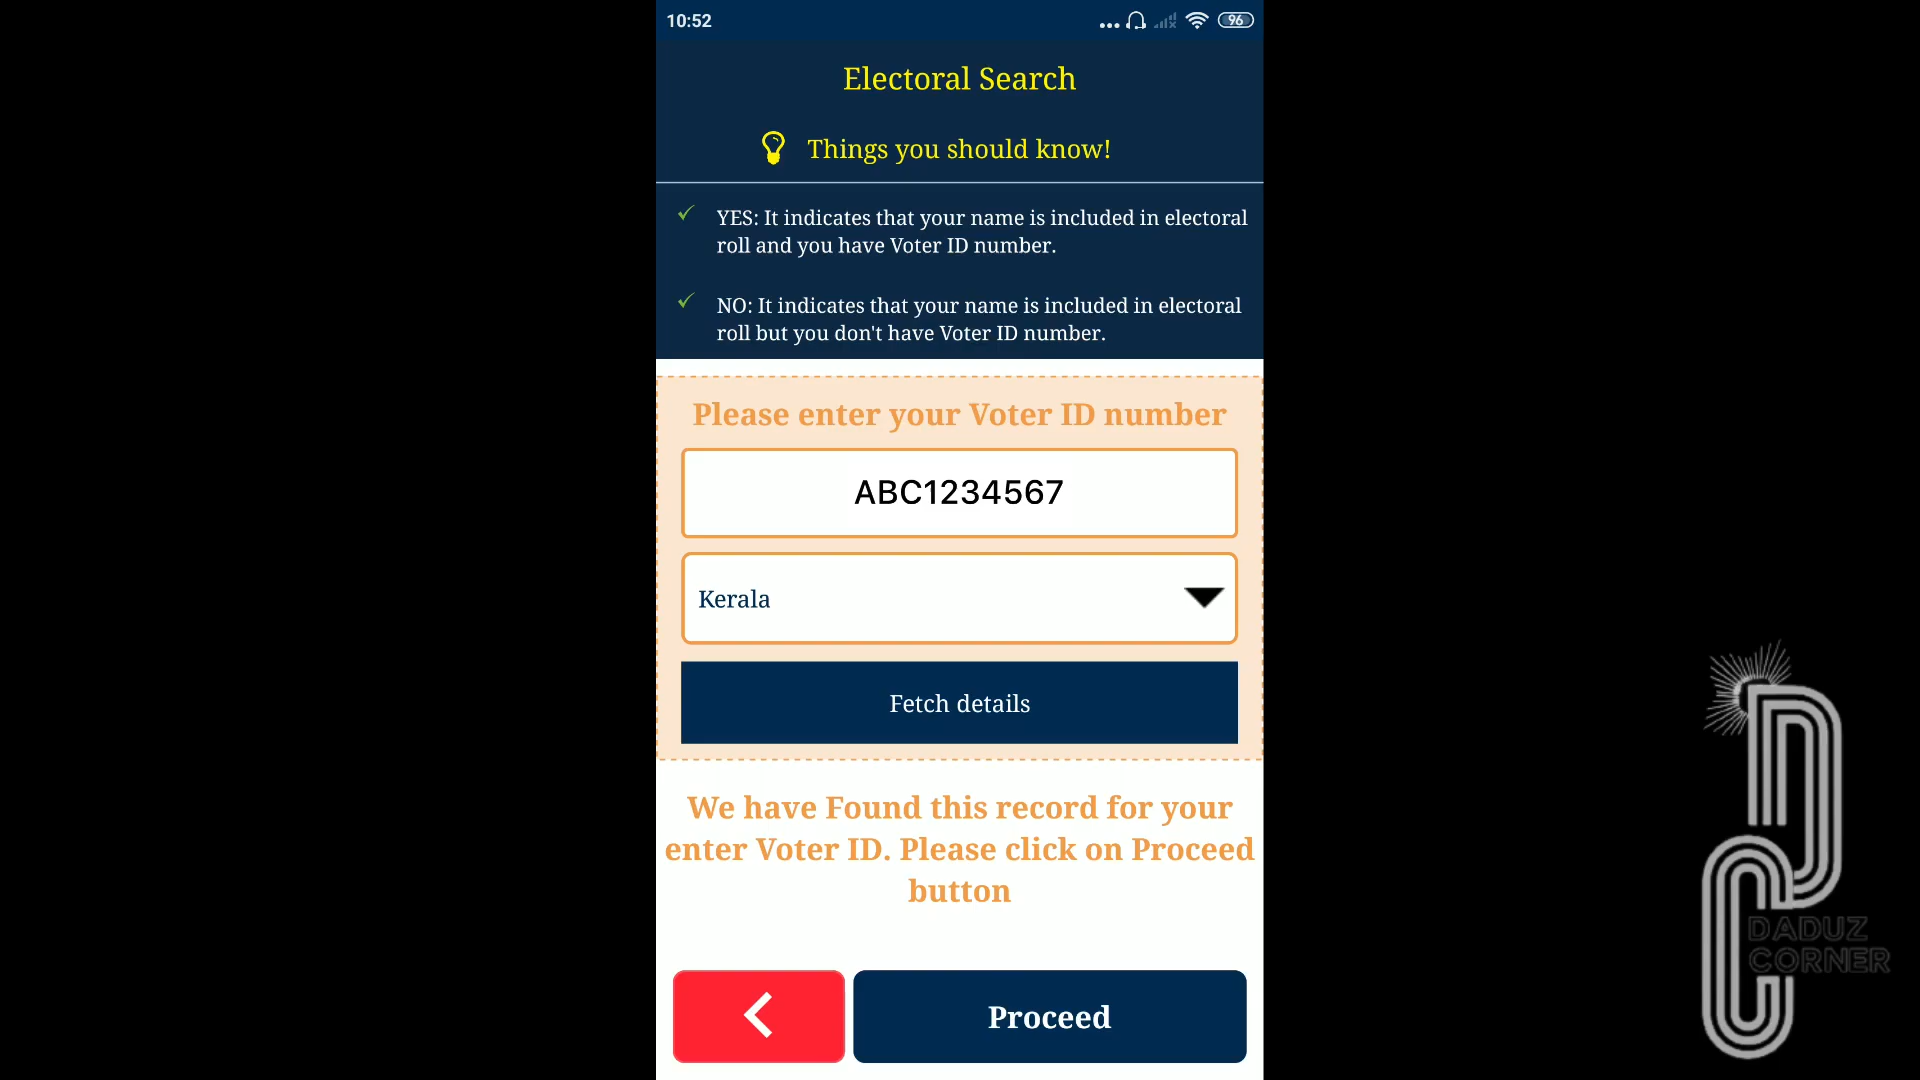 10:52
96
Electoral Search
Things you should know!
YES: It indicates that your name is included in electoral
roll and you have Voter ID number.
NO: It indicates that your name is included in electoral
roll but you don't have Voter ID number.
Please enter your Voter ID number
ABC1234567
Kerala
Fetch details
We have Found this record for your
enter Voter ID. Please click on Proceed
button
Proceed
DADUZ
CORNER